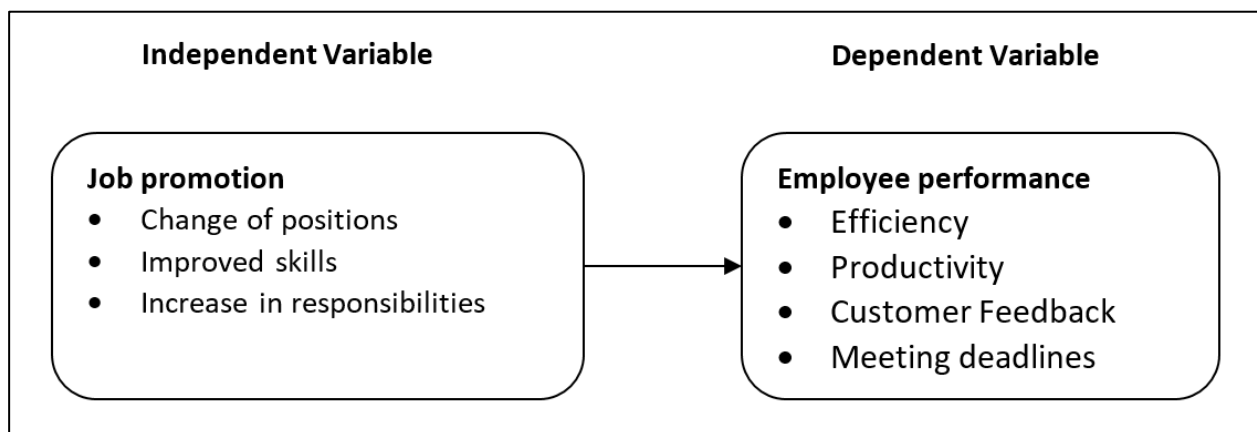 Independent Variable
Dependent Variable
Job promotion
• Change of positions
• Improved skills
• Increase in responsibilities
Employee performance
• Efficiency
• Productivity
• Customer Feedback
• Meeting deadlines